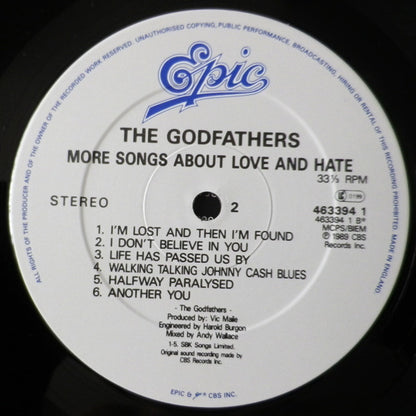 ALL RIGHTS OF THE PRODUCER AND OF THE OWNER OF THE RECORDED WORK RESERVED. UNAUTHORISED COPYING, PUBLIC PERFORMANCE, BROADCASTING, HIRING OR RENTAL OF THIS RECORDING PROHIBITED. MADE IN ENGLAND.
Epic
THE GODFATHERS
MORE SONGS ABOUT LOVE AND HATE
33⅓ RPM
STEREO
2
463394 1
463394 1 B*
MCPS/BIEM
℗ 1989 CBS
Records Inc.
1. I'M LOST AND THEN I'M FOUND
2. I DON'T BELIEVE IN YOU
3. LIFE HAS PASSED US BY
4. WALKING TALKING JOHNNY CASH BLUES
5. HALFWAY PARALYSED
6. ANOTHER YOU
- The Godfathers -
Produced by: Vic Maile
Engineered by Harold Burgon
Mixed by Andy Wallace
1-5. SBK Songs Limited.
Original sound recording made by
CBS Records Inc.
EPIC & Epic CBS INC.